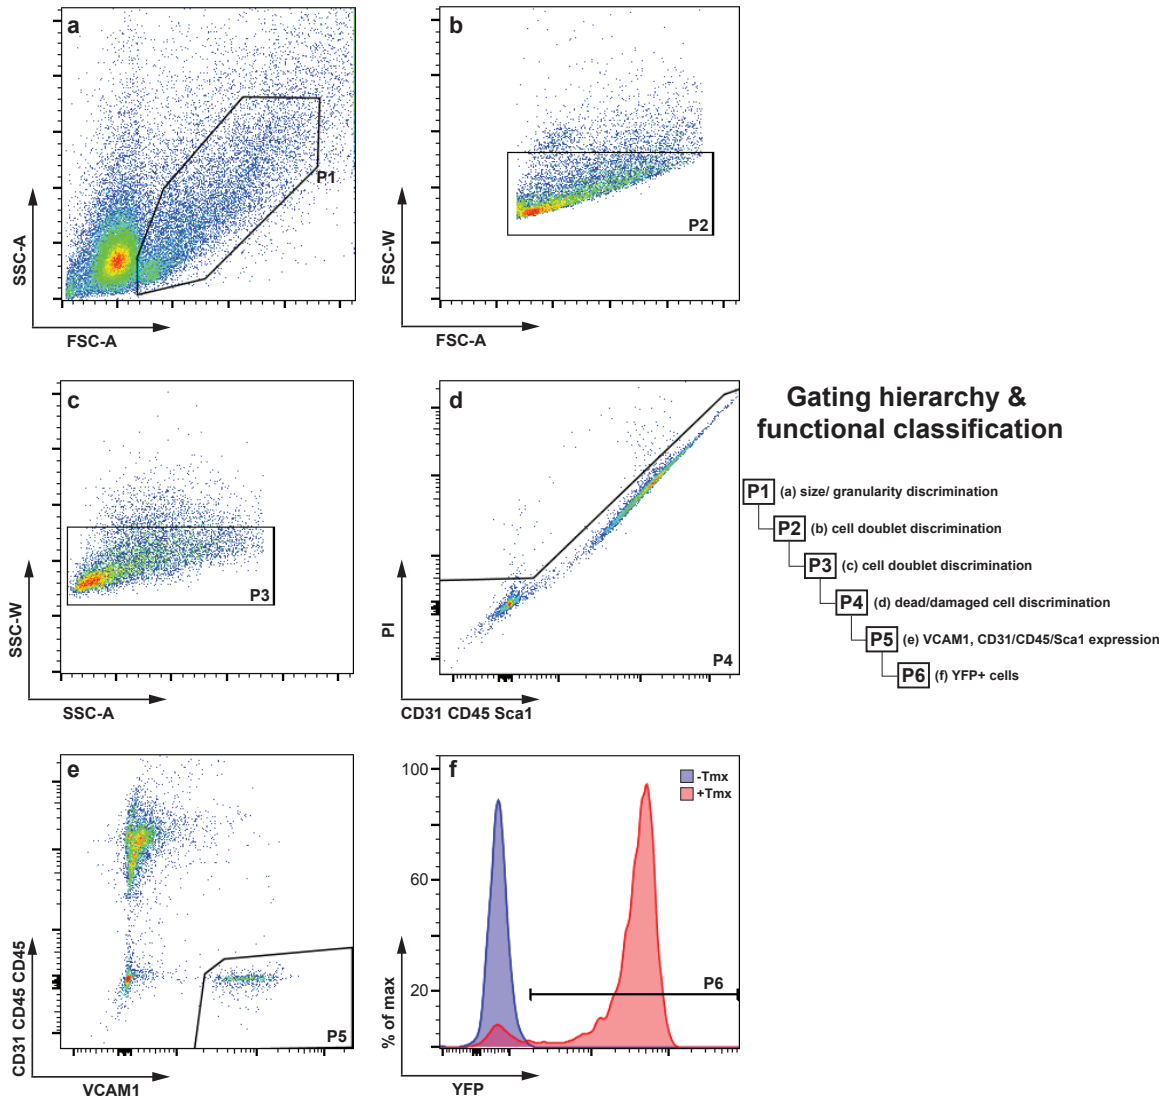 a
SSC-A
P1
FSC-A
b
FSC-W
P2
FSC-A
c
SSC-W
P3
SSC-A
d
PI
P4
CD31 CD45 Sca1
Gating hierarchy &
functional classification
P1 (a) size/ granularity discrimination
P2 (b) cell doublet discrimination
P3 (c) cell doublet discrimination
P4 (d) dead/damaged cell discrimination
P5 (e) VCAM1, CD31/CD45/Sca1 expression
P6 (f) YFP+ cells
e
CD31 CD45 CD45
P5
VCAM1
f
-Tmx
+Tmx
100
60
20
% of max
P6
YFP